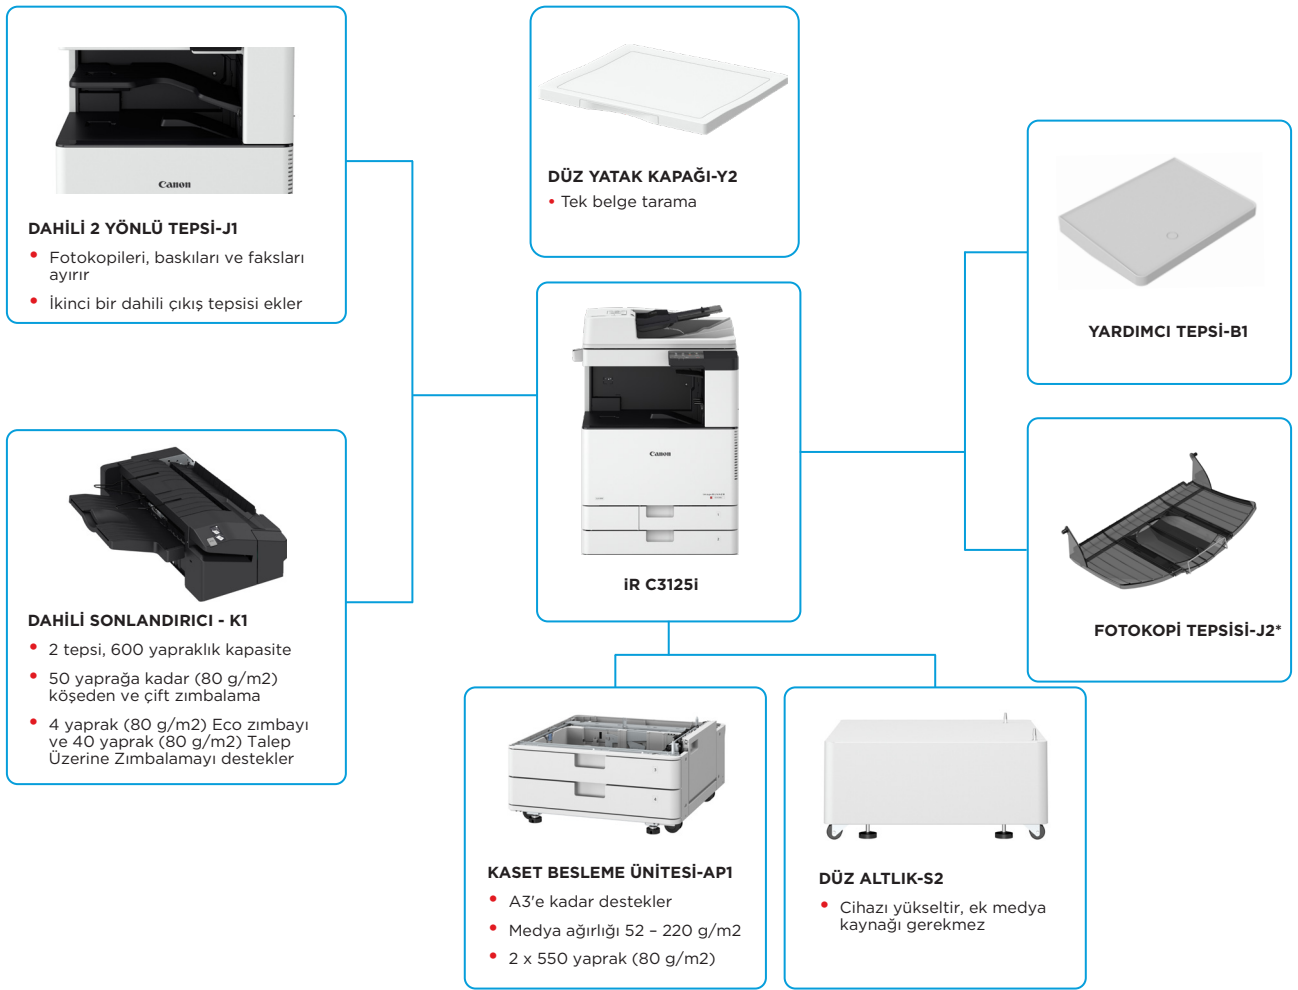 Canon
DAHİLİ 2 YÖNLÜ TEPSİ-J1
• Fotokopileri, baskıları ve faksları
ayırır
• İkinci bir dahili çıkış tepsisi ekler
DÜZ YATAK KAPAĞI-Y2
• Tek belge tarama
YARDIMCI TEPSİ-B1
Canon
iR C3125i
DAHİLİ SONLANDIRICI - K1
• 2 tepsi, 600 yapraklık kapasite
• 50 yaprağa kadar (80 g/m2)
köşeden ve çift zımbalama
• 4 yaprak (80 g/m2) Eco zımbayı
ve 40 yaprak (80 g/m2) Talep
Üzerine Zımbalamayı destekler
FOTOKOPİ TEPSİSİ-J2*
KASET BESLEME ÜNİTESİ-AP1
• A3'e kadar destekler
• Medya ağırlığı 52 – 220 g/m2
• 2 x 550 yaprak (80 g/m2)
DÜZ ALTLIK-S2
• Cihazı yükseltir, ek medya
kaynağı gerekmez